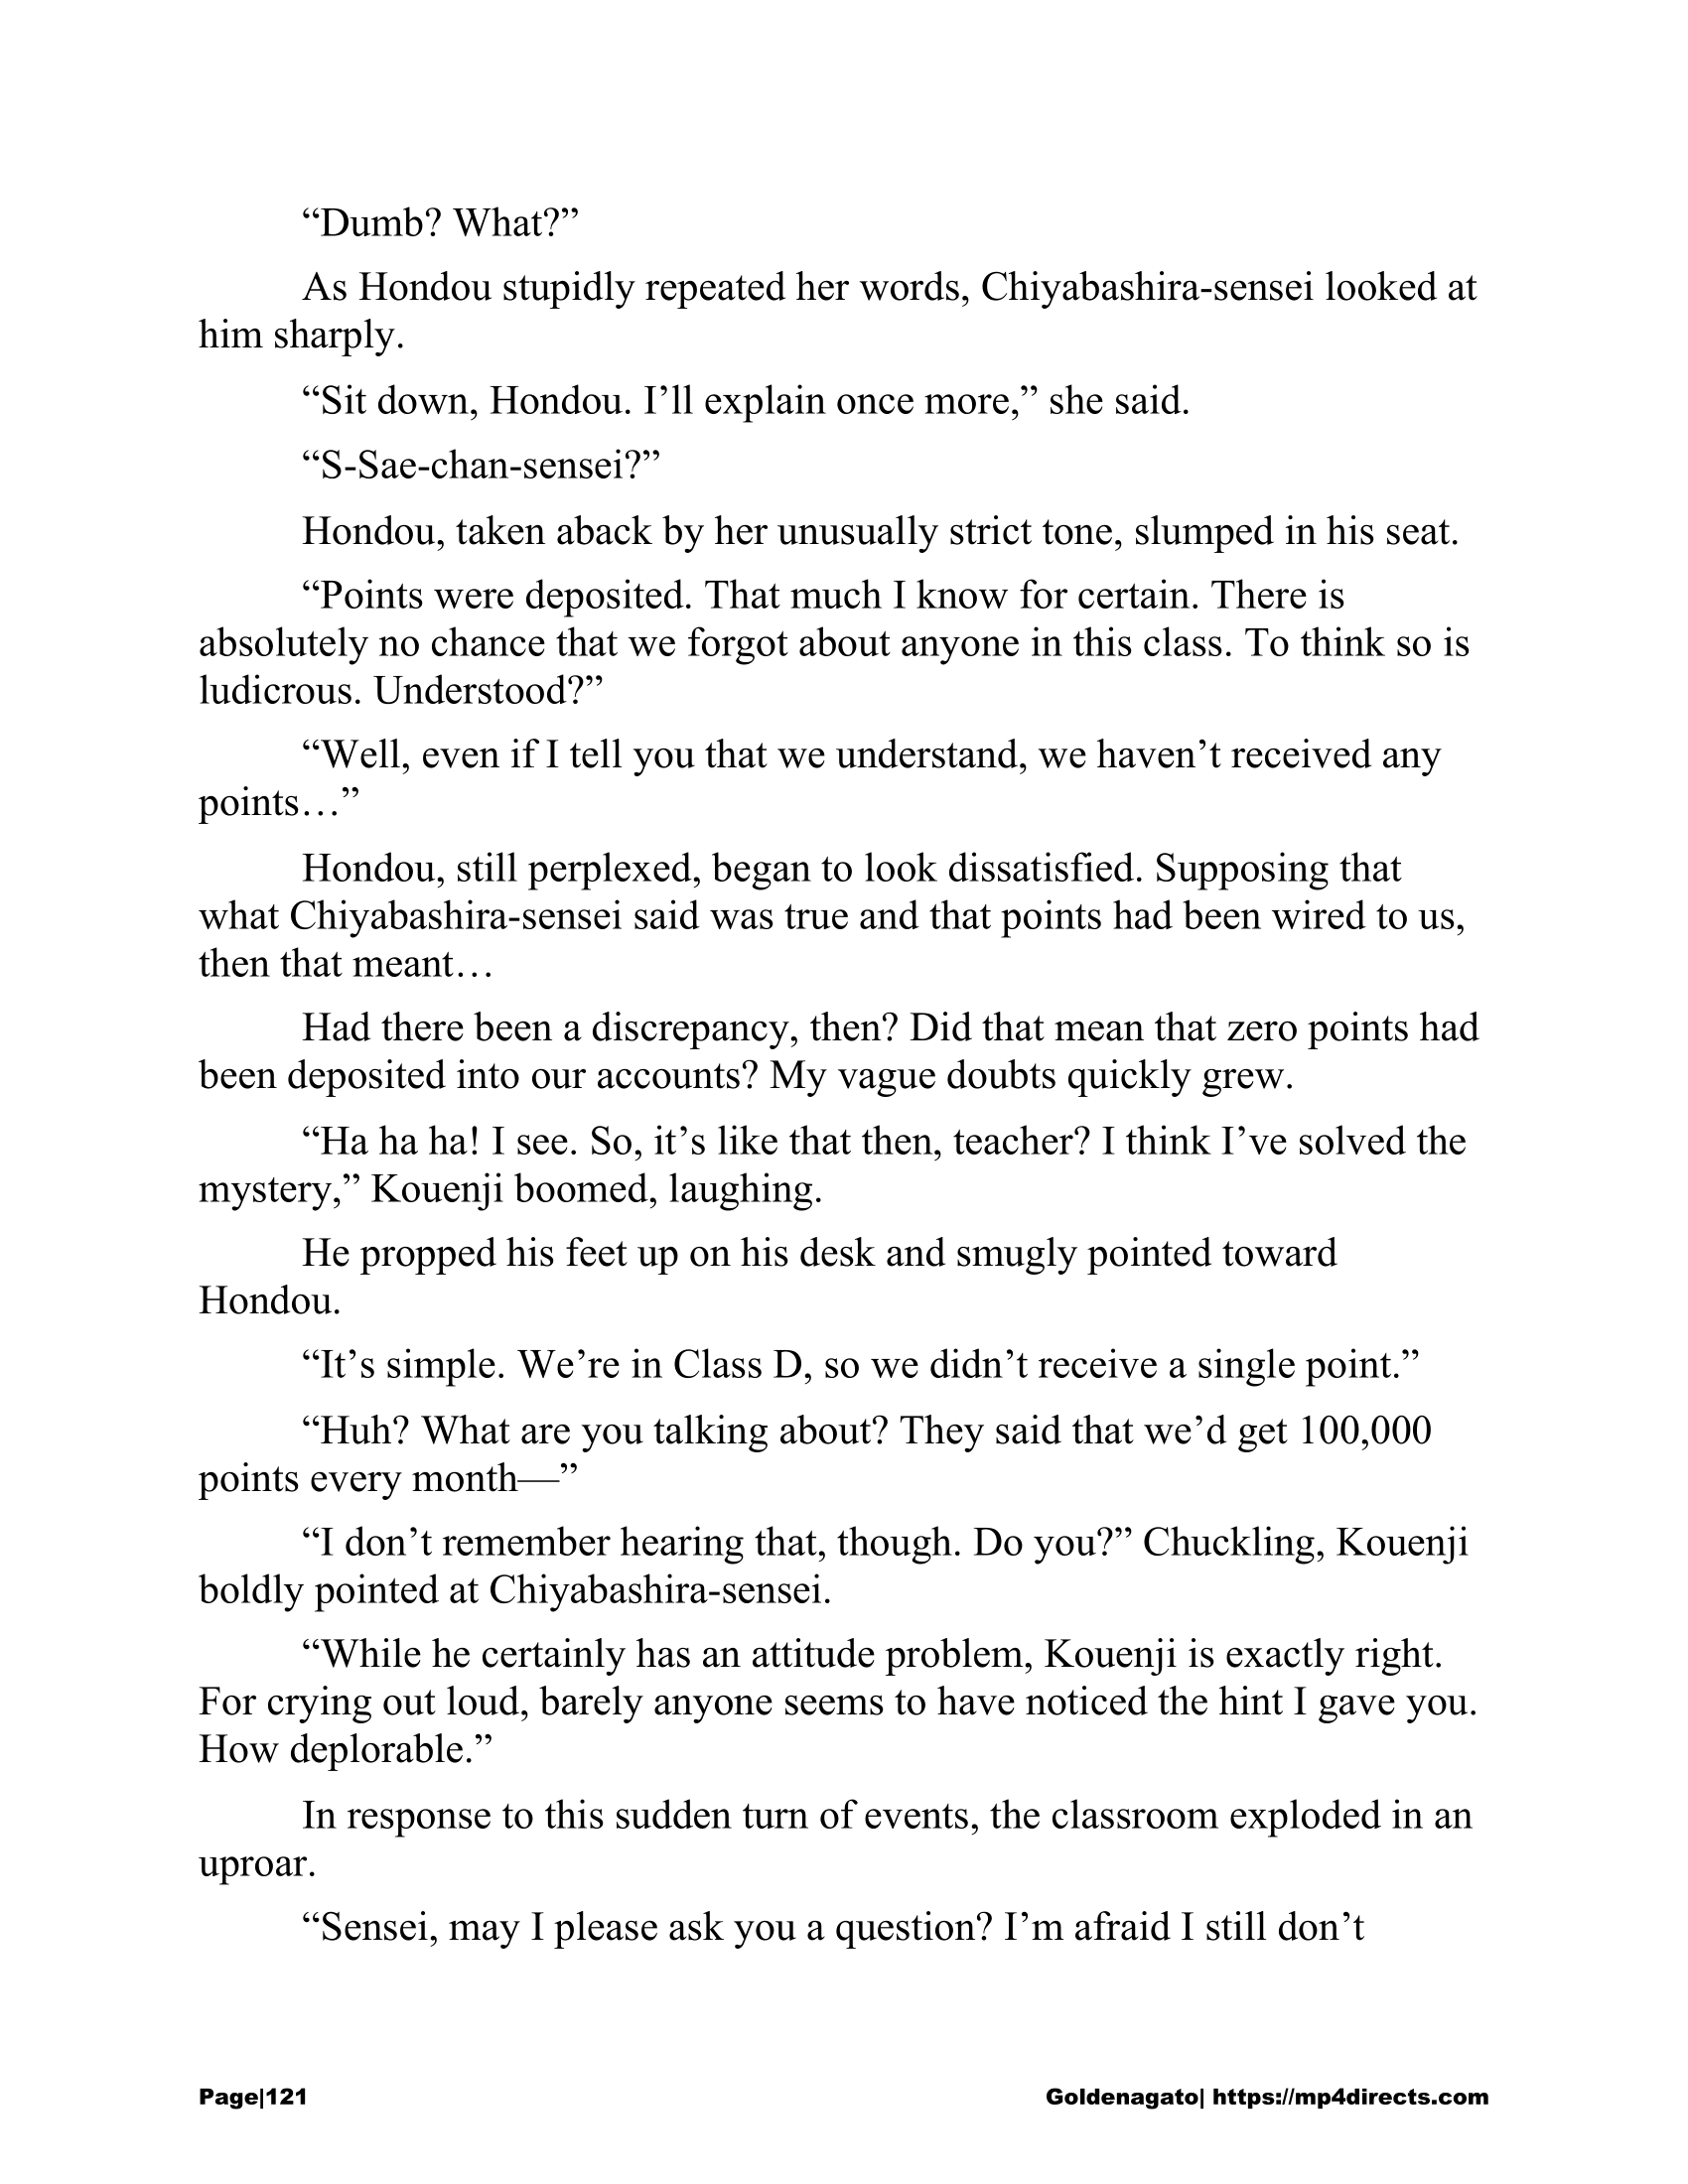 “Dumb? What?”
As Hondou stupidly repeated her words, Chiyabashira-sensei looked at
him sharply.
“Sit down, Hondou. I’ll explain once more,” she said.
“S-Sae-chan-sensei?”
Hondou, taken aback by her unusually strict tone, slumped in his seat.
“Points were deposited. That much I know for certain. There is
absolutely no chance that we forgot about anyone in this class. To think so is
ludicrous. Understood?”
“Well, even if I tell you that we understand, we haven’t received any
points…”
Hondou, still perplexed, began to look dissatisfied. Supposing that
what Chiyabashira-sensei said was true and that points had been wired to us,
then that meant…
Had there been a discrepancy, then? Did that mean that zero points had
been deposited into our accounts? My vague doubts quickly grew.
“Ha ha ha! I see. So, it’s like that then, teacher? I think I’ve solved the
mystery,” Kouenji boomed, laughing.
He propped his feet up on his desk and smugly pointed toward
Hondou.
“It’s simple. We’re in Class D, so we didn’t receive a single point.”
“Huh? What are you talking about? They said that we’d get 100,000
points every month—”
“I don’t remember hearing that, though. Do you?” Chuckling, Kouenji
boldly pointed at Chiyabashira-sensei.
“While he certainly has an attitude problem, Kouenji is exactly right.
For crying out loud, barely anyone seems to have noticed the hint I gave you.
How deplorable.”
In response to this sudden turn of events, the classroom exploded in an
uproar.
“Sensei, may I please ask you a question? I’m afraid I still don’t
Page|121 Goldenagato| https://mp4directs.com